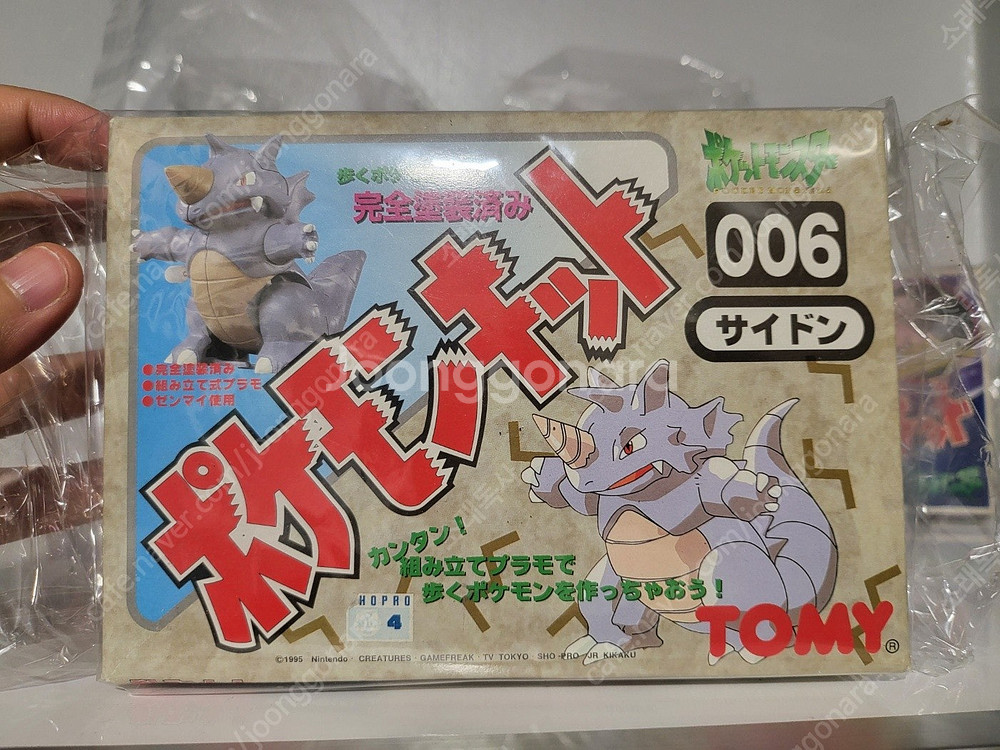 歩くポケ
完全塗装済み
ポケットモンスター
006
サイドン
●完全塗装済み
●組み立て式プラモ
●ゼンマイ使用
ポケモンキット
joonggonara
カンタン!
組み立てプラモで
歩くポケモンを作っちゃおう!
HOPRO
4
TOMY®
©1995 Nintendo・CREATURES・GAMEFREAK・TV TOKYO・SHO-PRO・JR KIKAKU